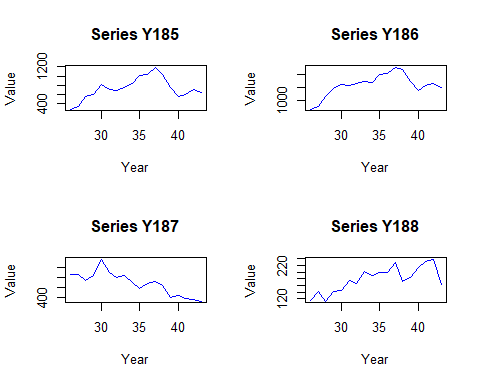 Series Y185
Value
400
1200
30 35 40
Year
Series Y186
Value
1000
30 35 40
Year
Series Y187
Value
400
30 35 40
Year
Series Y188
Value
120
220
30 35 40
Year